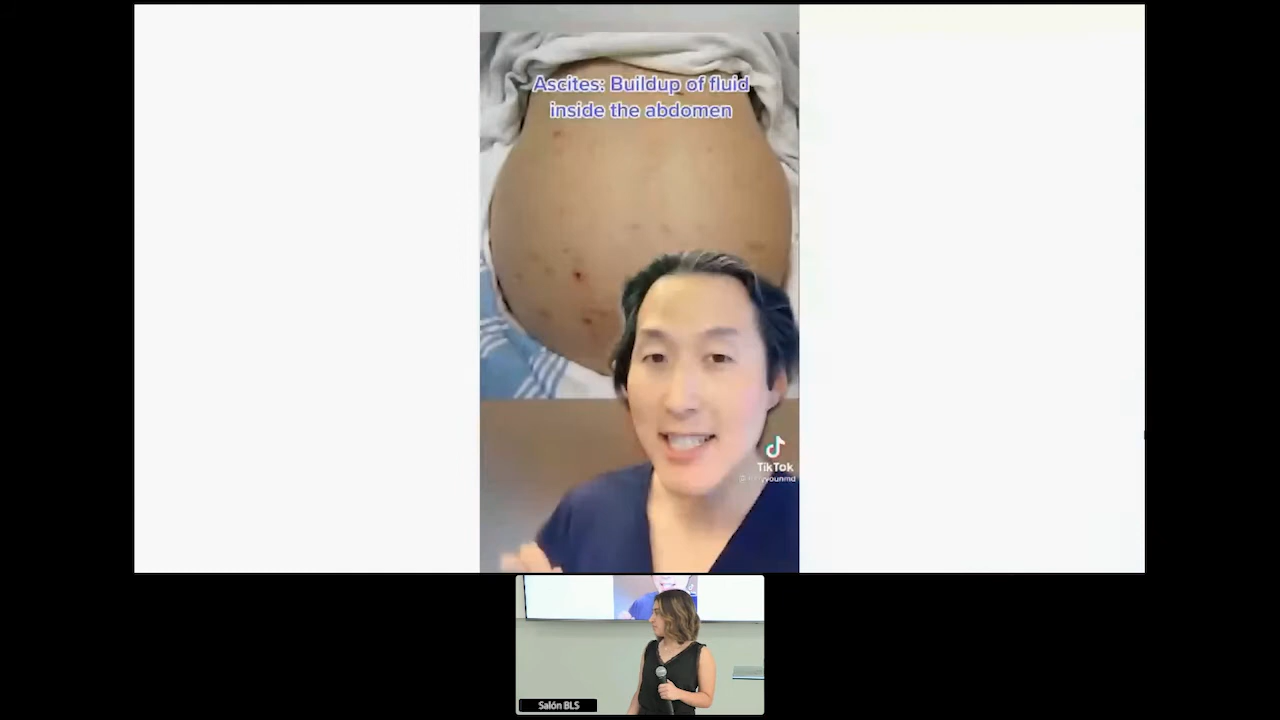 Ascites: Buildup of fluid
inside the abdomen
TikTok
Salón BLS